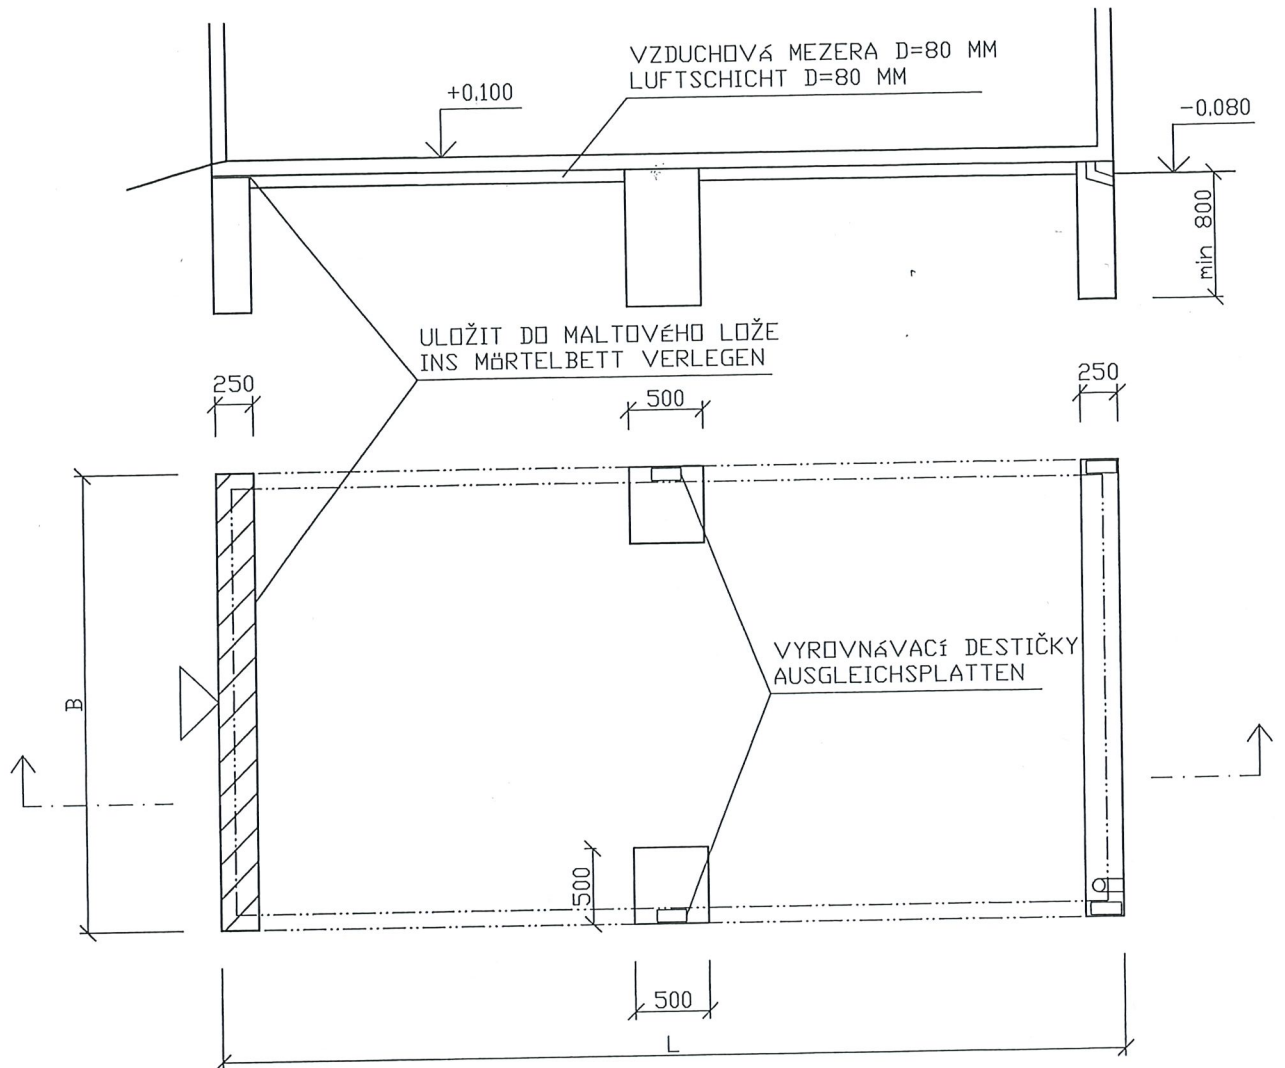 VZDUCHOVá MEZERA D=80 MM
LUFTSCHICHT D=80 MM
+0,100
-0,080
min 800
ULOŽIT DO MALTOVéHO LOŽE
INS MöRTELBETT VERLEGEN
250
500
250
B
VYROVNáVACí DESTIČKY
AUSGLEICHSPLATTEN
500
500
L